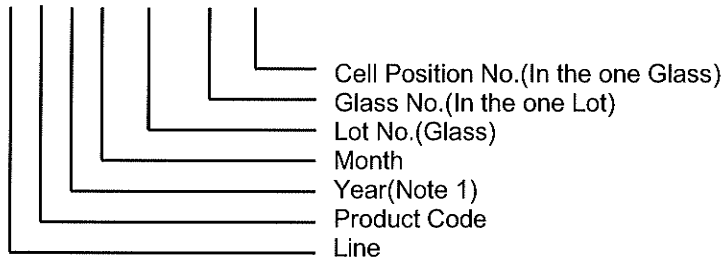 Cell Position No.(In the one Glass)
Glass No.(In the one Lot)
Lot No.(Glass)
Month
Year(Note 1)
Product Code
Line